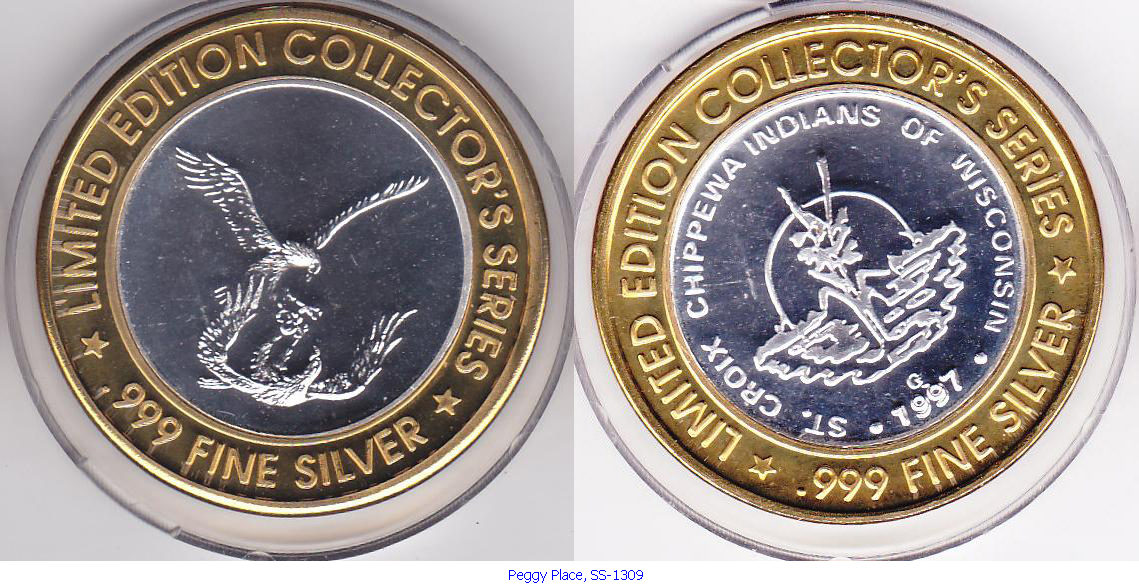 LIMITED EDITION COLLECTOR'S SERIES
★ .999 FINE SILVER ★
LIMITED EDITION COLLECTOR'S SERIES
★ .999 FINE SILVER ★
ST. CROIX CHIPPEWA INDIANS OF WISCONSIN
• 1997 •
G
Peggy Place, SS-1309